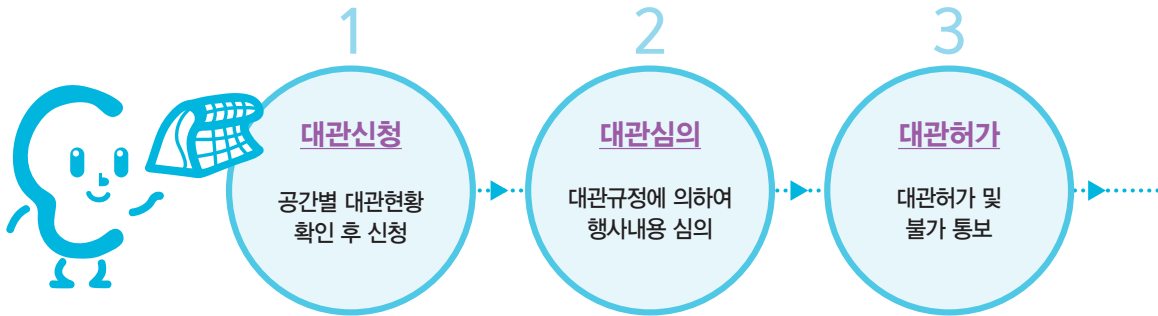 1
대관신청
공간별 대관현황
확인 후 신청
2
대관심의
대관규정에 의하여
행사내용 심의
3
대관허가
대관허가 및
불가 통보